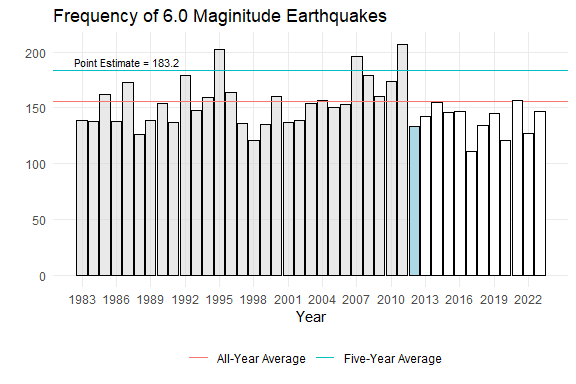 Frequency of 6.0 Maginitude Earthquakes
Point Estimate = 183.2
200
150
100
50
0
1983 1986 1989 1992 1995 1998 2001 2004 2007 2010 2013 2016 2019 2022
Year
All-Year Average Five-Year Average